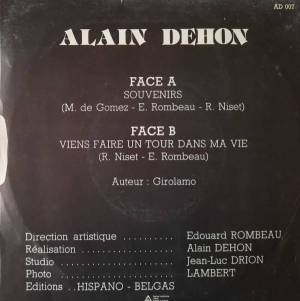 AD 007
ALAIN DEHON
FACE A
SOUVENIRS
(M. de Gomez - E. Rombeau - R. Niset)
FACE B
VIENS FAIRE UN TOUR DANS MA VIE
(R. Niset - E. Rombeau)
Auteur : Girolamo
Direction artistique .......... Edouard ROMBEAU
Réalisation .................. Alain DEHON
Studio .................... Jean-Luc DRION
Photo .................... LAMBERT
Editions .. HISPANO - BELGAS